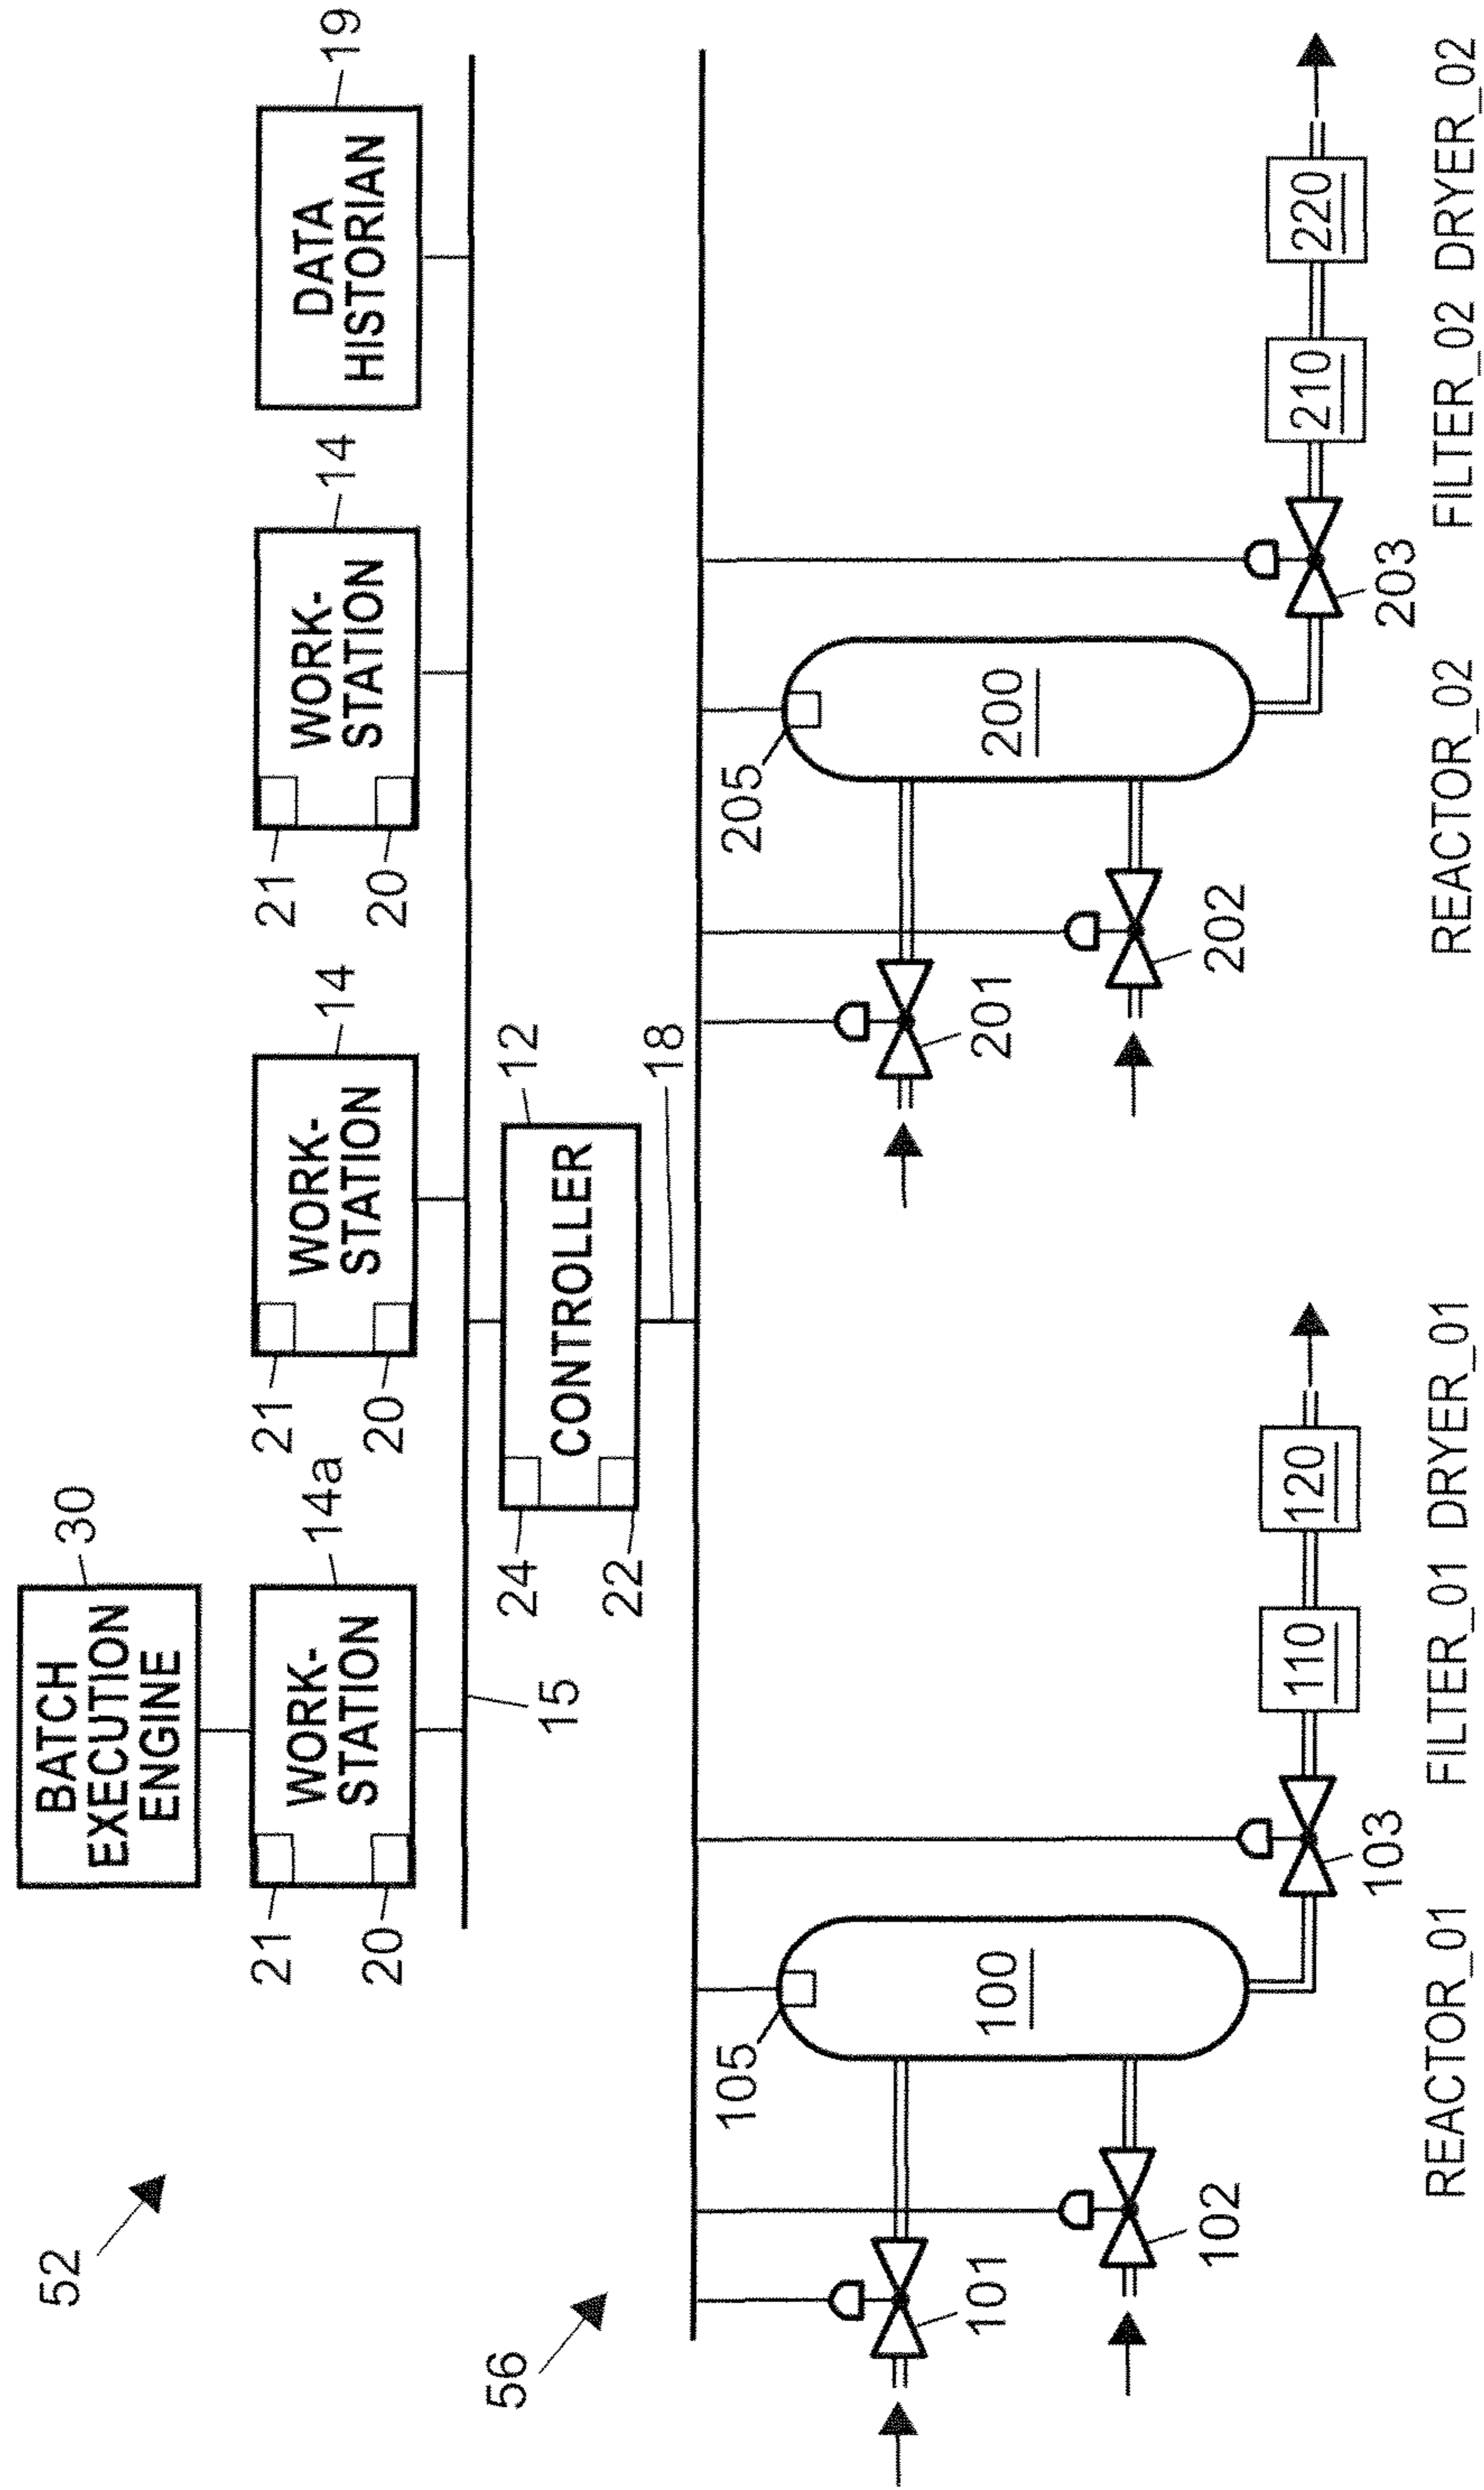 52
BATCH
EXECUTION
ENGINE
30
WORK-
STATION
14a
21
20
WORK-
STATION
14
21
20
WORK-
STATION
14
21
20
DATA
HISTORIAN
19
15
CONTROLLER
12
24
22
18
56
101
102
105
100
103
110
120
201
202
205
200
203
210
220
REACTOR_01 FILTER_01 DRYER_01 REACTOR_02 FILTER_02 DRYER_02